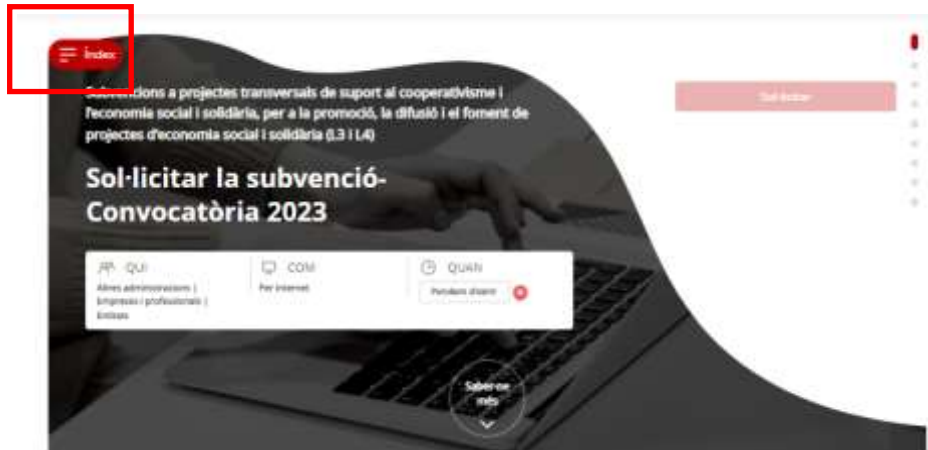 Índex
Subvencions a projectes transversals de suport al cooperativisme i
l'economia social i solidària, per a la promoció, la difusió i el foment de
projectes d'economia social i solidària (L3 i L4)
Sol·licitar
Sol·licitar la subvenció-
Convocatòria 2023
QUI
COM
QUAN
Altres administracions |
Empreses i professionals |
Entitats
Per internet
Pendent d'obrir
Saber-ne
més